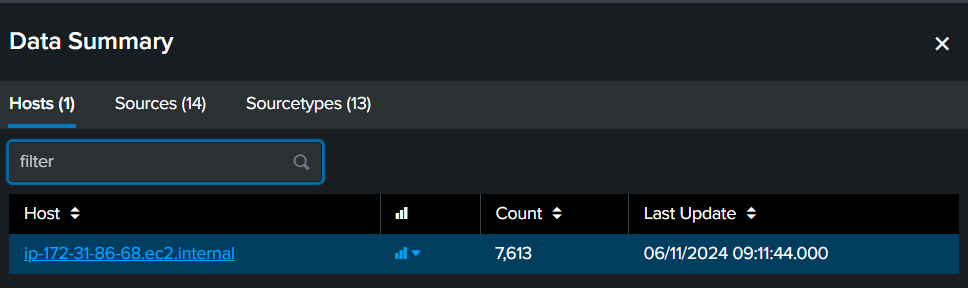 Data Summary
Hosts (1) Sources (14) Sourcetypes (13)
filter
Host Count Last Update
ip-172-31-86-68.ec2.internal 7,613 06/11/2024 09:11:44.000